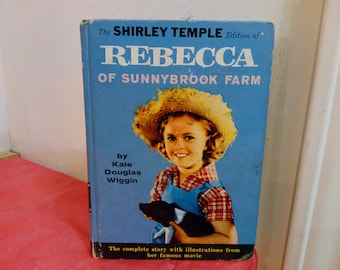 The SHIRLEY TEMPLE Edition of
REBECCA
OF SUNNYBROOK FARM
by
Kate
Douglas
Wiggin
The complete story with illustrations from
her famous movie